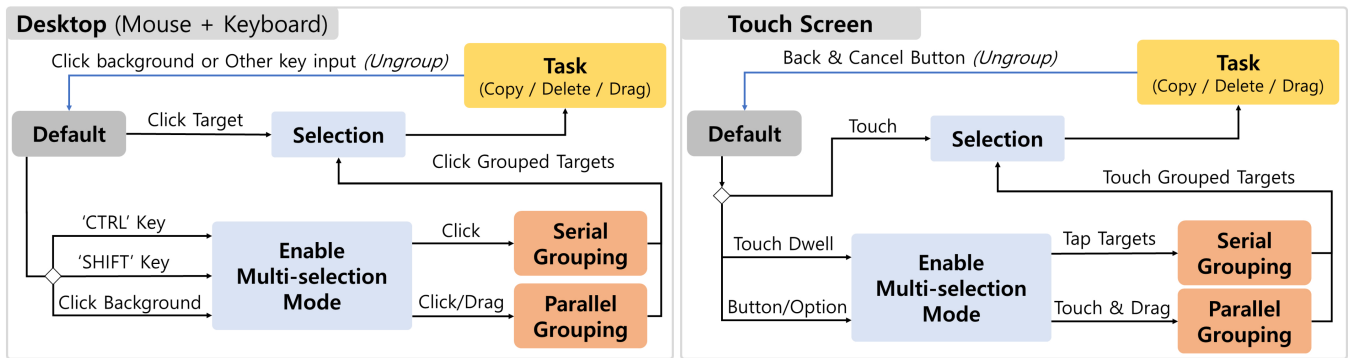 Desktop (Mouse + Keyboard)
Click background or Other key input (Ungroup)
Task
(Copy / Delete / Drag)
Default
Click Target
Selection
Click Grouped Targets
‘CTRL’ Key
‘SHIFT’ Key
Click Background
Enable
Multi-selection
Mode
Click
Click/Drag
Serial
Grouping
Parallel
Grouping
Touch Screen
Back & Cancel Button (Ungroup)
Task
(Copy / Delete / Drag)
Default
Touch
Selection
Touch Grouped Targets
Touch Dwell
Button/Option
Enable
Multi-selection
Mode
Tap Targets
Touch & Drag
Serial
Grouping
Parallel
Grouping